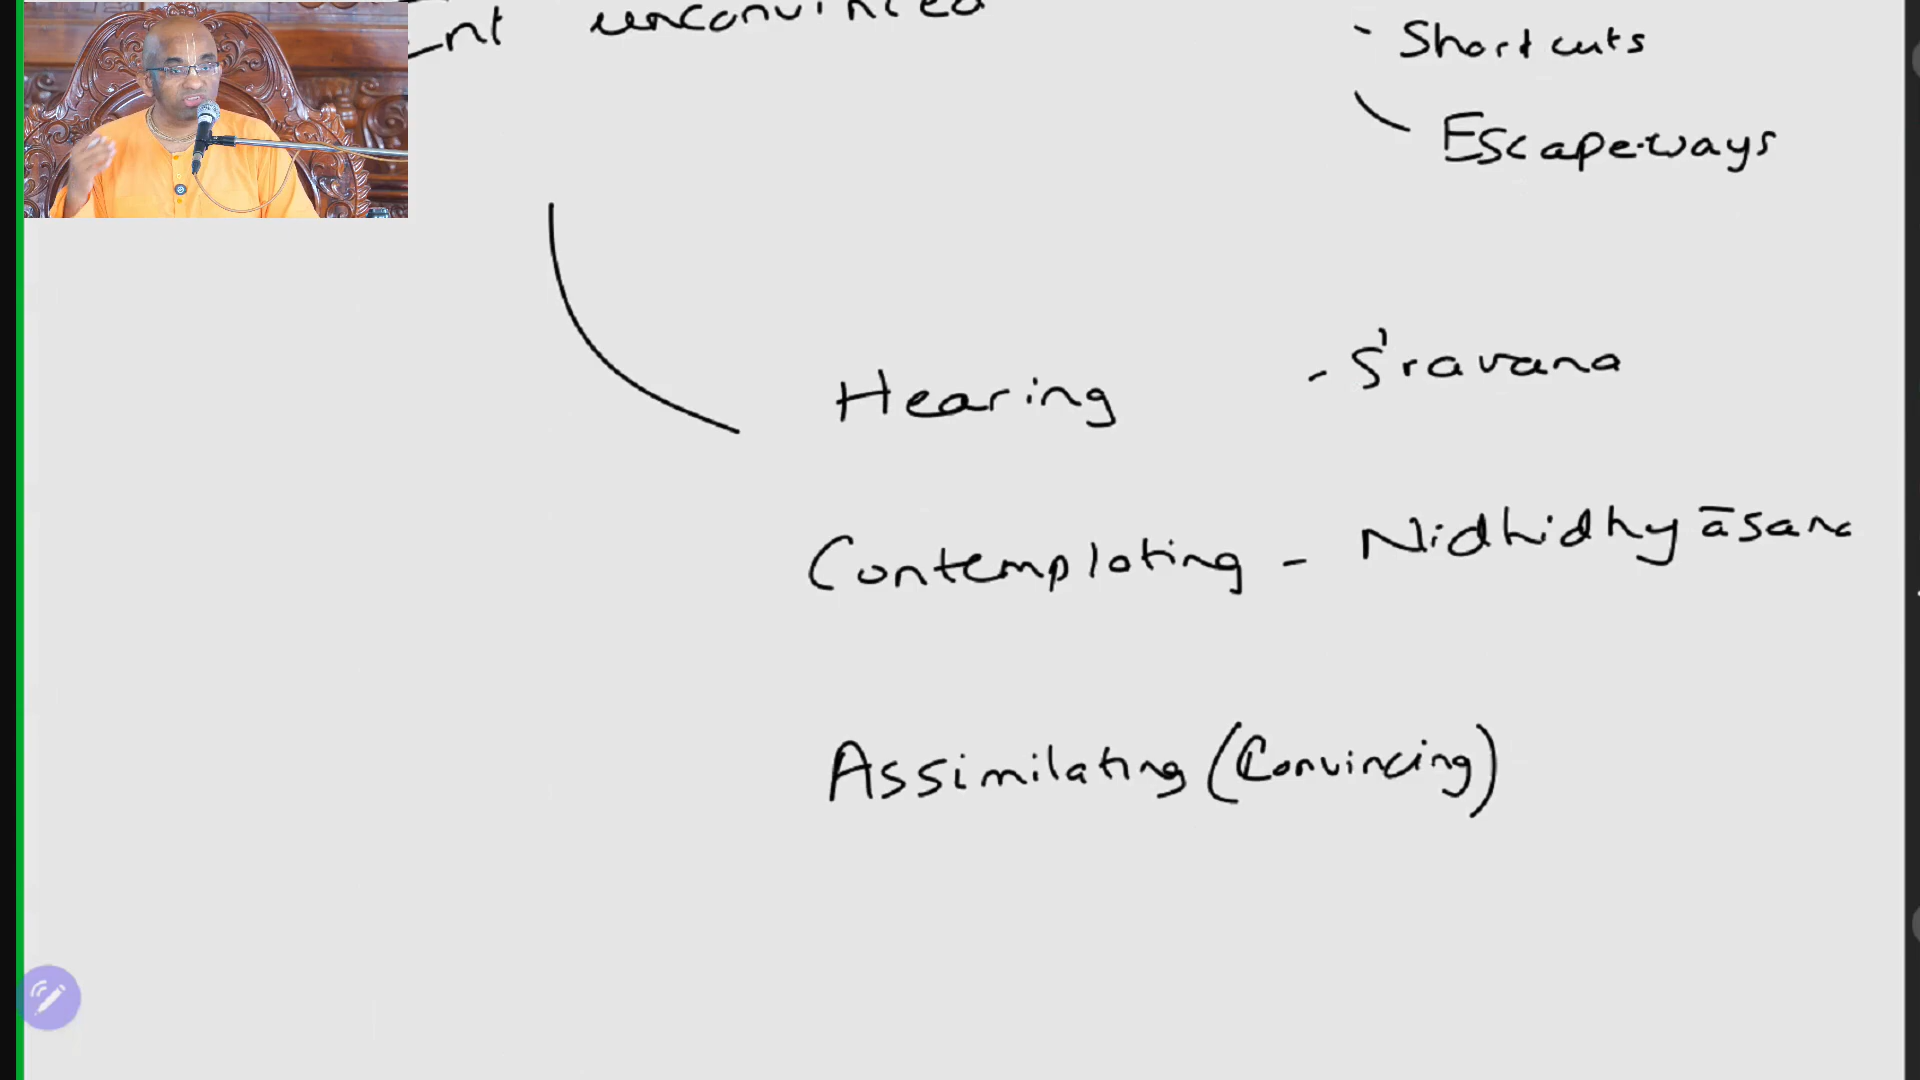 unconvinced
- Shortcuts
Escapeways
Hearing - Śravana
Contemplating - Nidhidhyāsana
Assimilating (Convincing)